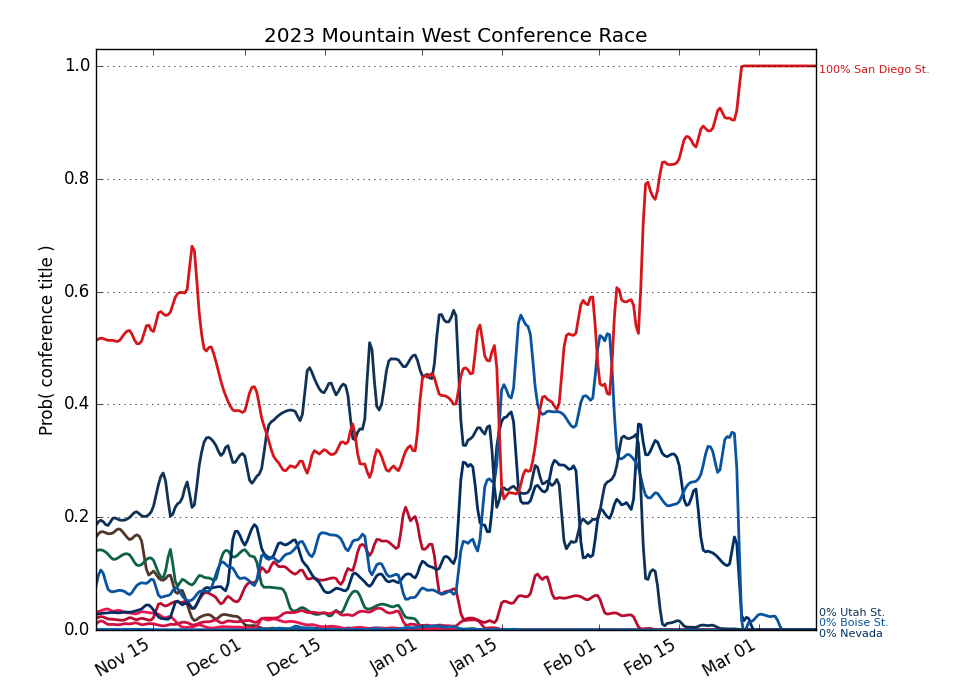 2023 Mountain West Conference Race
Prob( conference title )
1.0
0.8
0.6
0.4
0.2
0.0
100% San Diego St.
0% Utah St.
0% Boise St.
0% Nevada
Nov 15
Dec 01
Dec 15
Jan 01
Jan 15
Feb 01
Feb 15
Mar 01